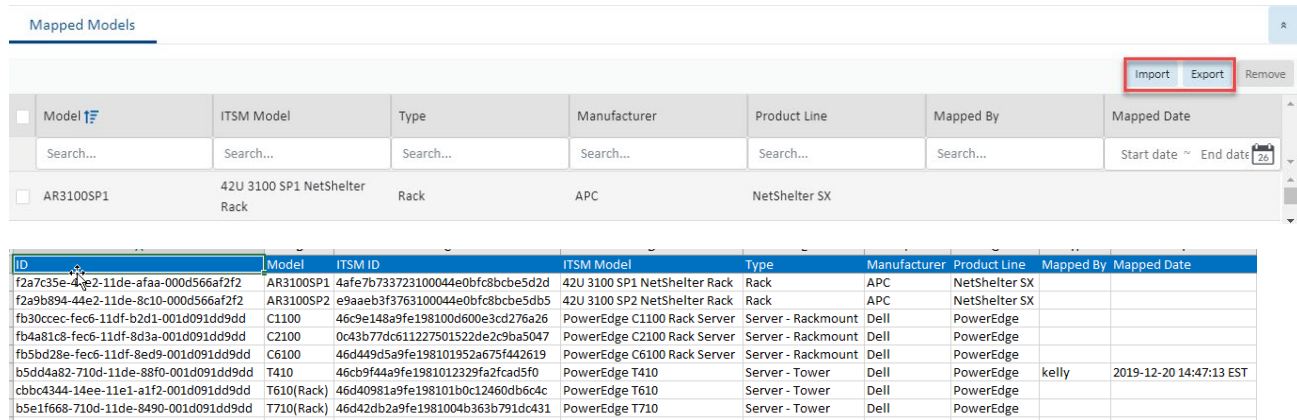 Mapped Models
Import Export Remove
Model ITSM Model Type Manufacturer Product Line Mapped By Mapped Date
Search... Search... Search... Search... Search... Search... Start date ~ End date 26
AR3100SP1 42U 3100 SP1 NetShelter Rack APC NetShelter SX
Rack
ID Model ITSM ID ITSM Model Type Manufacturer Product Line Mapped By Mapped Date
AR3100SP1 4afe7b733723100044e0bfc8bcbe5d2d 42U 3100 SP1 NetShelter Rack Rack APC NetShelter SX
f2a9b894-44e2-11de-8c10-000d566af2f2 AR3100SP2 e9aaeb3f3763100044e0bfc8bcbe5db5 42U 3100 SP2 NetShelter Rack Rack APC NetShelter SX
fb30ccec-fec6-11df-b2d1-001d091dd9dd C1100 46c9e148a9fe198100d600e3cd276a26 PowerEdge C1100 Rack Server Server - Rackmount Dell PowerEdge
fb4a81c8-fec6-11df-8d3a-001d091dd9dd C2100 0c43b77dc611227501522de2c9ba5047 PowerEdge C2100 Rack Server Server - Rackmount Dell PowerEdge
fb5bd28e-fec6-11df-8ed9-001d091dd9dd C6100 46d449d5a9fe198101952a675f442619 PowerEdge C6100 Rack Server Server - Rackmount Dell PowerEdge
b5dd4a82-710d-11de-88f0-001d091dd9dd T410 46cb9f44a9fe1981012329fa2fcad5f0 PowerEdge T410 Server - Tower Dell PowerEdge kelly 2019-12-20 14:47:13 EST
cbbc4344-14ee-11e1-a1f2-001d091dd9dd T610(Rack) 46d40981a9fe198101b0c12460db6c4c PowerEdge T610 Server - Tower Dell PowerEdge
b5e1f668-710d-11de-8490-001d091dd9dd T710(Rack) 46d42db2a9fe1981004b363b791dc431 PowerEdge T710 Server - Tower Dell PowerEdge